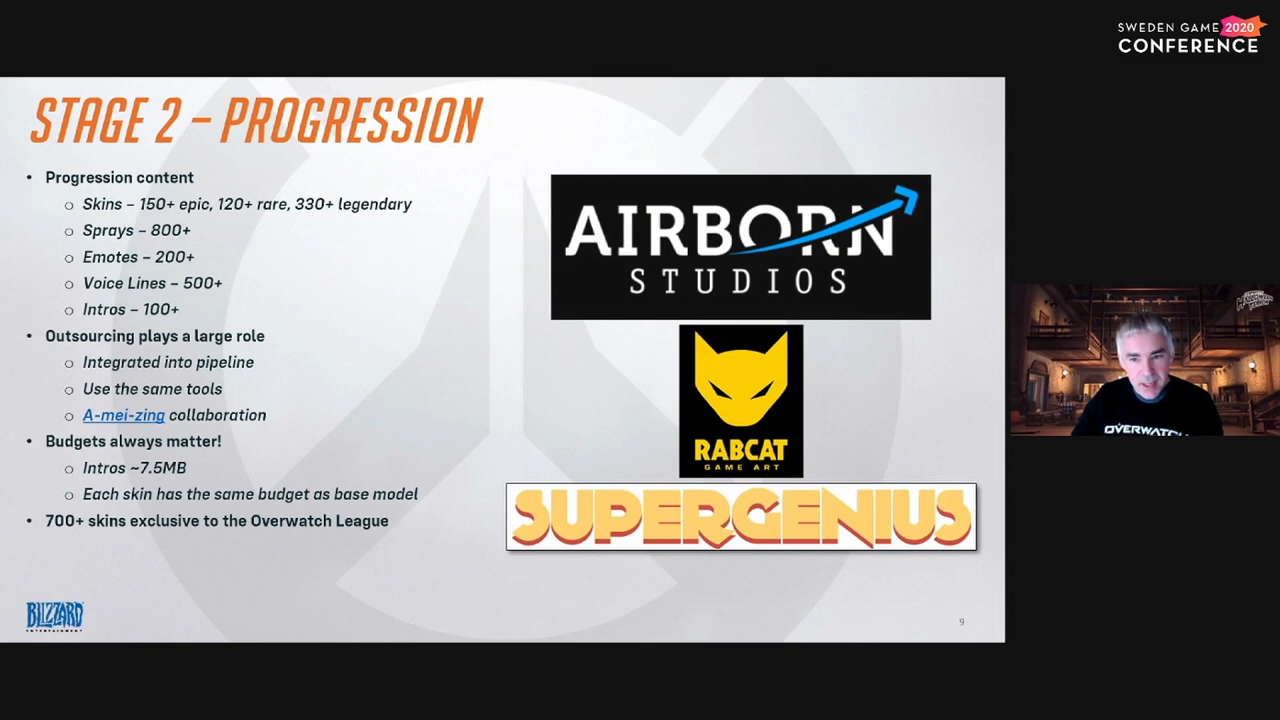 SWEDEN GAME 2020
CONFERENCE
STAGE 2 – PROGRESSION
• Progression content
o Skins – 150+ epic, 120+ rare, 330+ legendary
o Sprays – 800+
o Emotes – 200+
o Voice Lines – 500+
o Intros – 100+
• Outsourcing plays a large role
o Integrated into pipeline
o Use the same tools
o A-mei-zing collaboration
• Budgets always matter!
o Intros ~7.5MB
o Each skin has the same budget as base model
• 700+ skins exclusive to the Overwatch League
AIRBORN
STUDIOS
RABCAT
GAME ART
SUPERGENIUS
BLIZZARD
ENTERTAINMENT
9
OVERWATCH